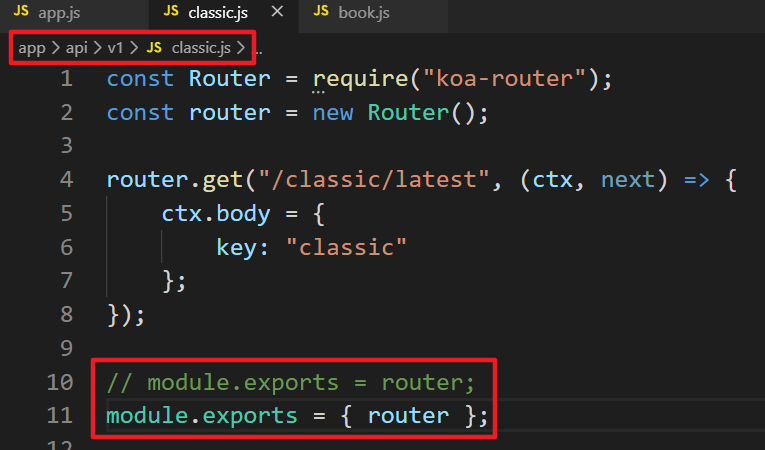 JS app.js JS classic.js × JS book.js
app > api > v1 > JS classic.js > ...
1 const Router = require("koa-router");
2 const router = new Router();
3
4 router.get("/classic/latest", (ctx, next) => {
5 ctx.body = {
6 key: "classic"
7 };
8 });
9
10 // module.exports = router;
11 module.exports = { router };
12